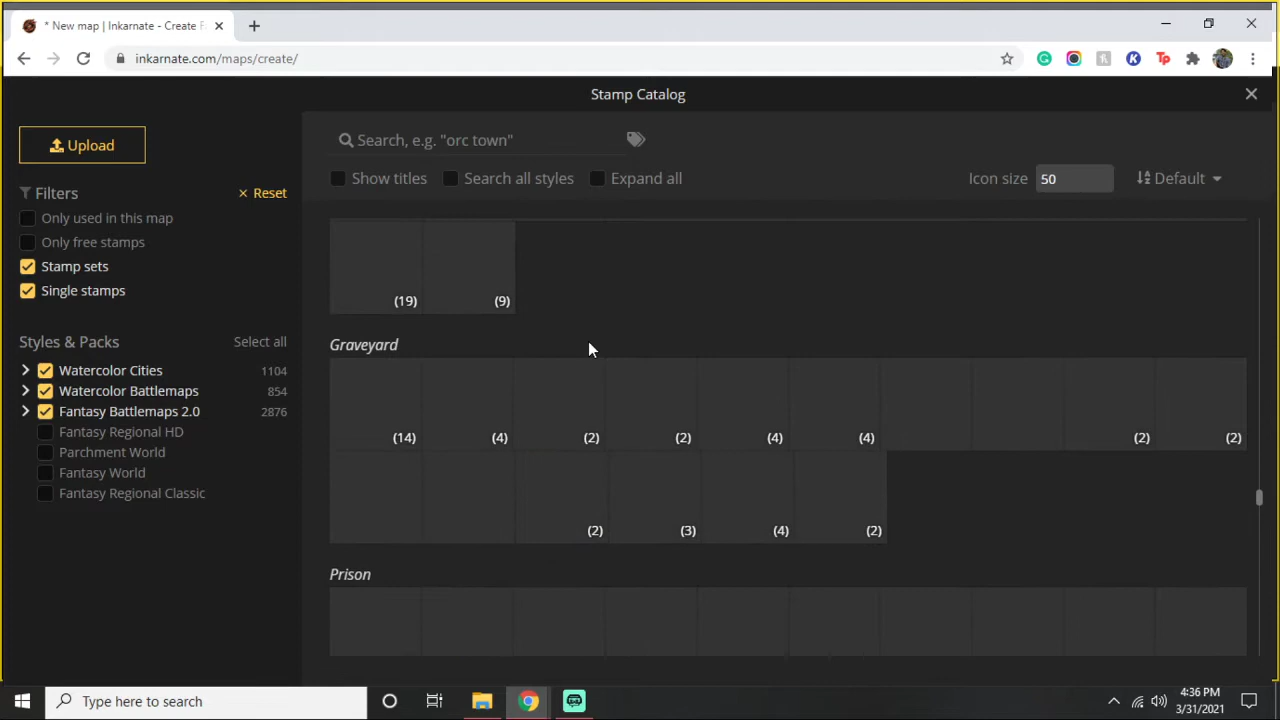 * New map | Inkarnate - Create F
inkarnate.com/maps/create/
Stamp Catalog
Upload
Search, e.g. "orc town"
Show titles Search all styles Expand all Icon size 50 Default
Filters Reset
Only used in this map
Only free stamps
Stamp sets
Single stamps
Styles & Packs Select all
Watercolor Cities 1104
Watercolor Battlemaps 854
Fantasy Battlemaps 2.0 2876
Fantasy Regional HD
Parchment World
Fantasy World
Fantasy Regional Classic
(19) (9)
Graveyard
(14) (4) (2) (2) (4) (4) (2) (2)
(2) (3) (4) (2)
Prison
Type here to search
Tp
4:36 PM
3/31/2021